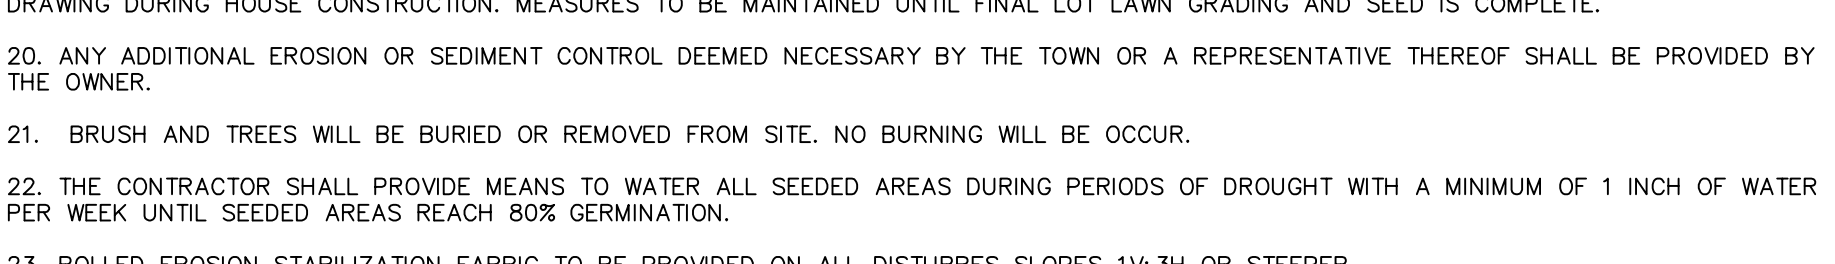 DRAWING DURING HOUSE CONSTRUCTION. MEASURES TO BE MAINTAINED UNTIL FINAL LOT LAWN GRADING AND SEED IS COMPLETE.
20. ANY ADDITIONAL EROSION OR SEDIMENT CONTROL DEEMED NECESSARY BY THE TOWN OR A REPRESENTATIVE THEREOF SHALL BE PROVIDED BY
THE OWNER.
21. BRUSH AND TREES WILL BE BURIED OR REMOVED FROM SITE. NO BURNING WILL BE OCCUR.
22. THE CONTRACTOR SHALL PROVIDE MEANS TO WATER ALL SEEDED AREAS DURING PERIODS OF DROUGHT WITH A MINIMUM OF 1 INCH OF WATER
PER WEEK UNTIL SEEDED AREAS REACH 80% GERMINATION.
23. ROLLED EROSION STABILIZATION FABRIC TO BE PROVIDED ON ALL DISTURBES SLOPES 1V:3H OR STEEPER